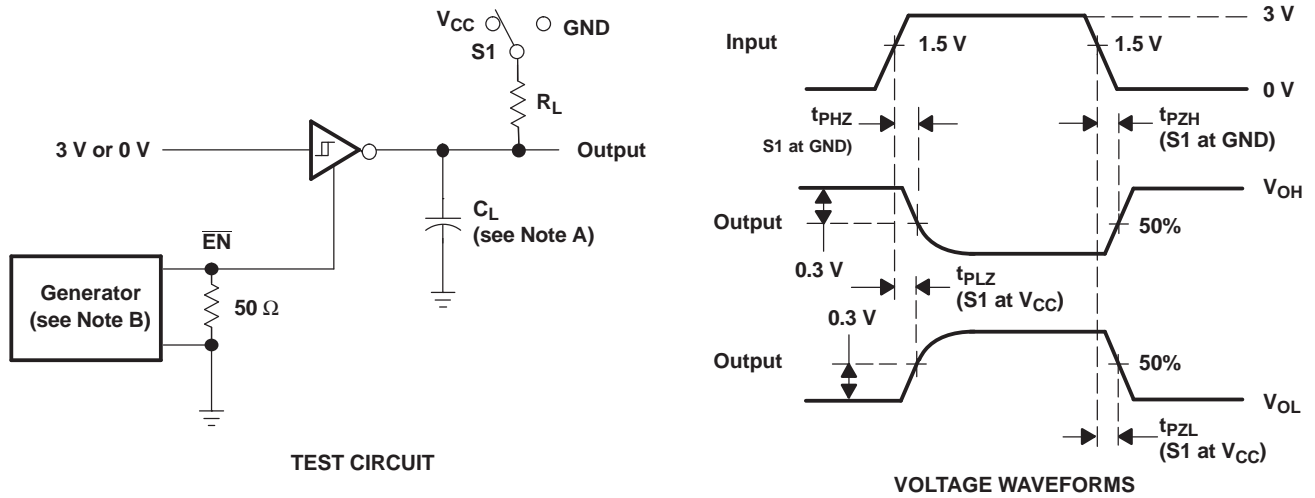 VCC
GND
S1
RL
3 V or 0 V
Output
CL
(see Note A)
EN
Generator
(see Note B)
50 Ω
TEST CIRCUIT
3 V
Input
1.5 V
1.5 V
0 V
tPHZ
S1 at GND)
tPZH
(S1 at GND)
VOH
Output
50%
0.3 V
tPLZ
(S1 at VCC)
0.3 V
Output
50%
VOL
tPZL
(S1 at VCC)
VOLTAGE WAVEFORMS